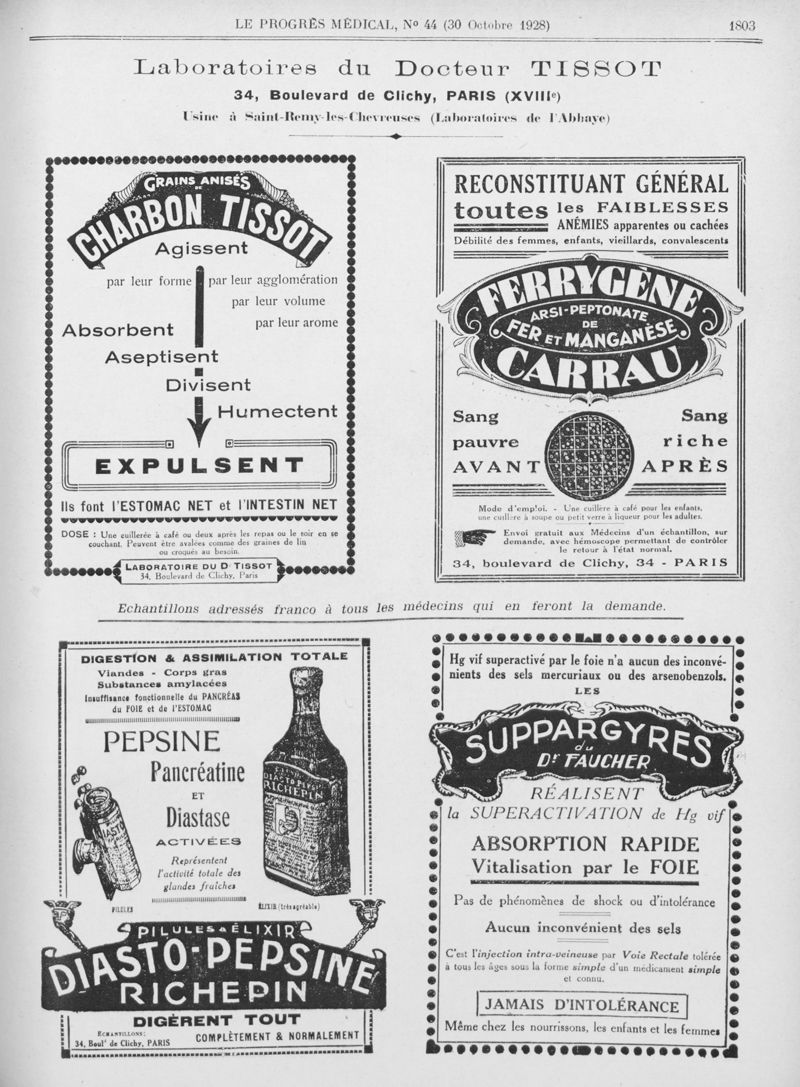 LE PROGRÈS MÉDICAL, No 44 (30 Octobre 1928) 1803
Laboratoires du Docteur TISSOT
34, Boulevard de Clichy, PARIS (XVIIIe)
Usine à Saint-Remy-les-Chevreuses (Laboratoires de l'Abbaye)
GRAINS ANISÉS
DE
CHARBON TISSOT
Agissent
par leur forme par leur agglomération
par leur volume
par leur arome
Absorbent
Aseptisent
Divisent
Humectent
EXPULSENT
Ils font l'ESTOMAC NET et l'INTESTIN NET
DOSE : Une cuillerée à café ou deux après les repas ou le soir en se
couchant. Peuvent être avalées comme des graines de lin
ou croqués au besoin.
LABORATOIRE DU D TISSOT
34, Boulevard de Clichy, Paris
RECONSTITUANT GÉNÉRAL
toutes les FAIBLESSES
ANÉMIES apparentes ou cachées
Débilité des femmes, enfants, vieillards, convalescents
FERRYGÈNE
ARSI-PEPTONATE
DE
FER ET MANGANÈSE
CARRAU
Sang Sang
pauvre riche
AVANT APRÈS
Mode d'emploi. - Une cuillère à café pour les enfants,
une cuillère à soupe ou petit verre à liqueur pour les adultes.
Envoi gratuit aux Médecins d'un échantillon, sur
demande, avec hémoscope permettant de contrôler
le retour à l'état normal.
34, boulevard de Clichy, 34 - PARIS
Echantillons adressés franco à tous les médecins qui en feront la demande.
DIGESTION & ASSIMILATION TOTALE
Viandes - Corps gras
Substances amylacées
Insuffisance fonctionnelle du PANCRÉAS
du FOIE et de l'ESTOMAC
PEPSINE
Pancréatine
ET
Diastase
ACTIVÉES
Représentent
l'activité totale des
glandes fraîches
DIASTO
ELIXIR
DIASTO-PEPSINE
RICHEPIN
PILULES ÉLIXIR (très agréable)
PILULES & ÉLIXIR
DIASTO-PEPSINE
RICHEPIN
DIGÈRENT TOUT
ECHANTILLONS:
34, Boul' de Clichy, PARIS COMPLÈTEMENT & NORMALEMENT
Hg vif superactivé par le foie n'a aucun des inconvé-
nients des sels mercuriaux ou des arsenobenzols.
LES
SUPPARGYRES
du
Dr FAUCHER
RÉALISENT
la SUPERACTIVATION de Hg vif
ABSORPTION RAPIDE
Vitalisation par le FOIE
Pas de phénomènes de shock ou d'intolérance
Aucun inconvénient des sels
C'est l'injection intra-veineuse par Voie Rectale tolérée
à tous les âges sous la forme simple d'un médicament simple
et connu.
JAMAIS D'INTOLÉRANCE
Même chez les nourrissons, les enfants et les femmes